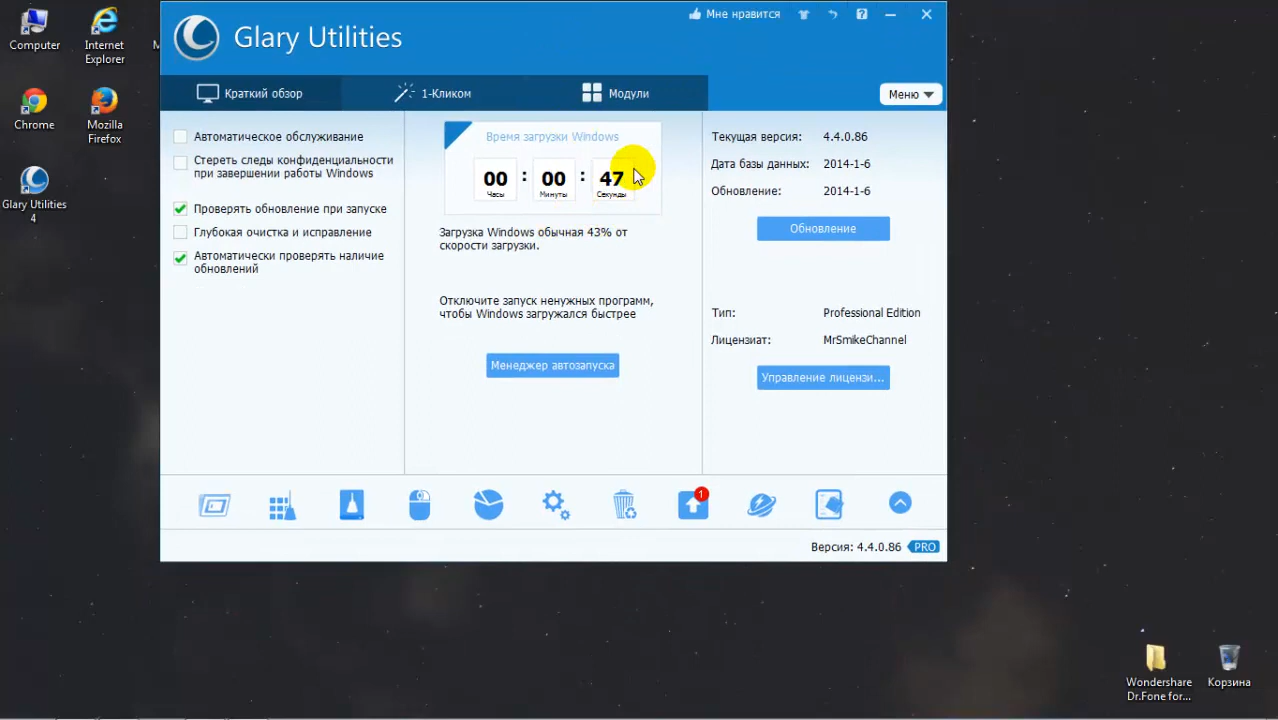 Computer
Internet
Explorer
M
Chrome
Mozilla
Firefox
Glary Utilities
4
Glary Utilities
Мне нравится
?
Краткий обзор
1-Кликом
Модули
Меню
Автоматическое обслуживание
Стереть следы конфиденциальности
при завершении работы Windows
Проверять обновление при запуске
Глубокая очистка и исправление
Автоматически проверять наличие
обновлений
Время загрузки Windows
00 : 00 : 47
Часы Минуты Секунды
Загрузка Windows обычная 43% от
скорости загрузки.
Отключите запуск ненужных программ,
чтобы Windows загружался быстрее
Менеджер автозапуска
Текущая версия: 4.4.0.86
Дата базы данных: 2014-1-6
Обновление: 2014-1-6
Обновление
Тип: Professional Edition
Лицензиат: MrSmikeChannel
Управление лицензи...
1
Версия: 4.4.0.86 PRO
Wondershare
Dr.Fone for...
Корзина